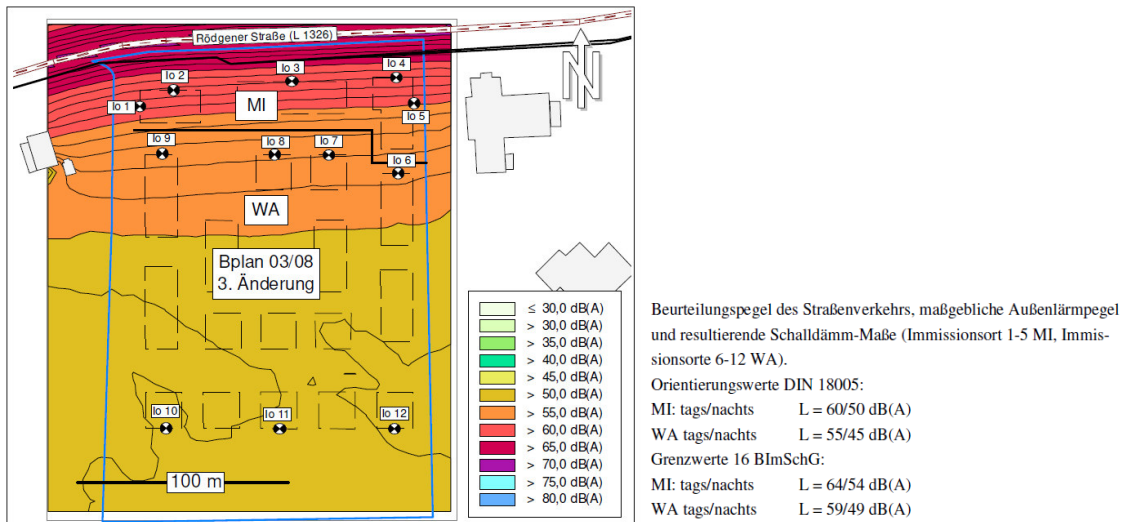 Rödgener Straße (L 1326)
Io 1
Io 2
Io 3
Io 4
Io 5
MI
N
Io 9
Io 8
Io 7
Io 6
WA
Bplan 03/08
3. Änderung
Io 10
Io 11
Io 12
100 m
≤ 30,0 dB(A)
> 30,0 dB(A)
> 35,0 dB(A)
> 40,0 dB(A)
> 45,0 dB(A)
> 50,0 dB(A)
> 55,0 dB(A)
> 60,0 dB(A)
> 65,0 dB(A)
> 70,0 dB(A)
> 75,0 dB(A)
> 80,0 dB(A)
Beurteilungspegel des Straßenverkehrs, maßgebliche Außenlärmpegel
und resultierende Schalldämm-Maße (Immissionsort 1-5 MI, Immis-
sionsorte 6-12 WA).
Orientierungswerte DIN 18005:
MI: tags/nachts L = 60/50 dB(A)
WA tags/nachts L = 55/45 dB(A)
Grenzwerte 16 BImSchG:
MI: tags/nachts L = 64/54 dB(A)
WA tags/nachts L = 59/49 dB(A)